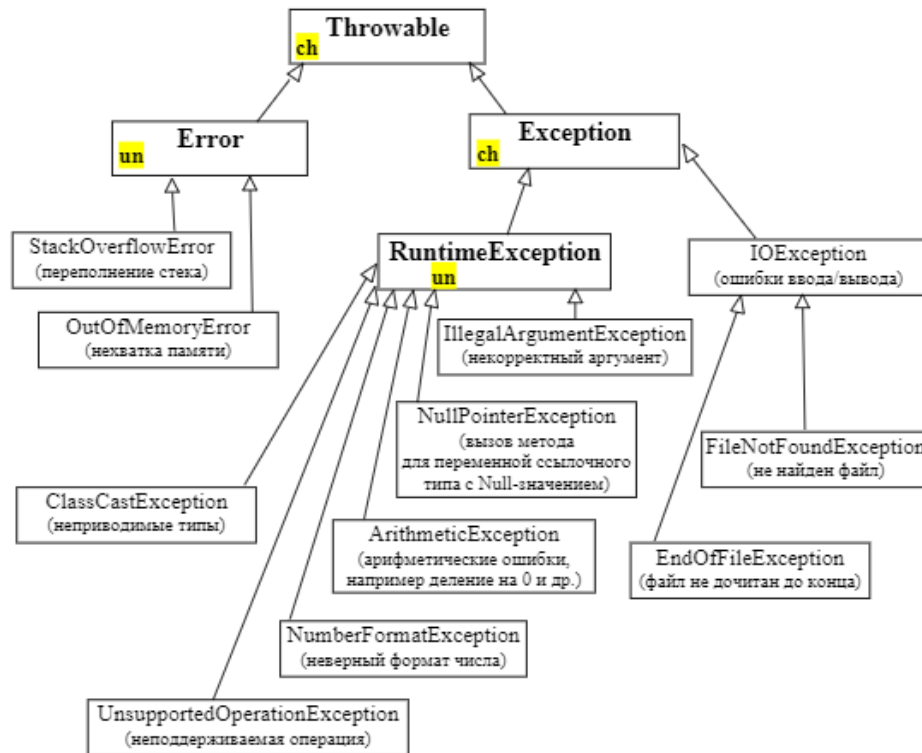 Throwable
ch
Error
un
Exception
ch
StackOverflowError
(переполнение стека)
RuntimeException
un
IOException
(ошибки ввода/вывода)
OutOfMemoryError
(нехватка памяти)
IllegalArgumentException
(некорректный аргумент)
NullPointerException
(вызов метода
для переменной ссылочного
типа с Null-значением)
FileNotFoundException
(не найден файл)
ClassCastException
(неприводимые типы)
ArithmeticException
(арифметические ошибки,
например деление на 0 и др.)
EndOfFileException
(файл не дочитан до конца)
NumberFormatException
(неверный формат числа)
UnsupportedOperationException
(неподдерживаемая операция)